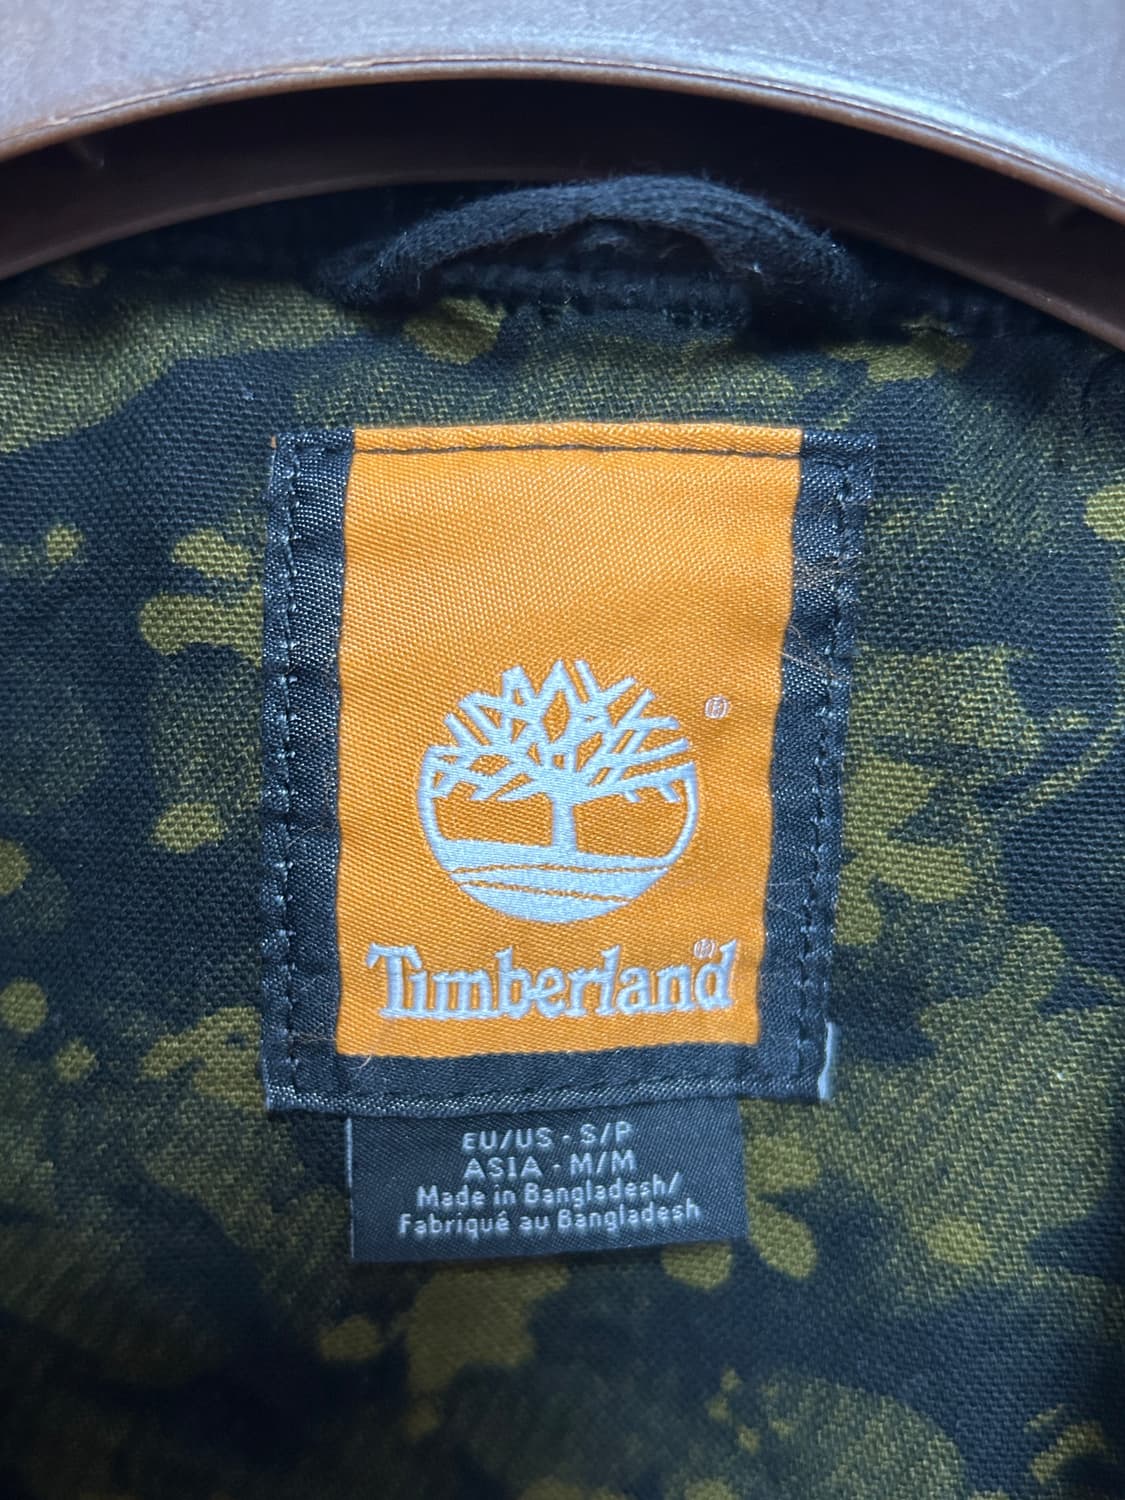 ®
Timberland®
EU/US · S/P
ASIA · M/M
Made in Bangladesh/
Fabriqué au Bangladesh